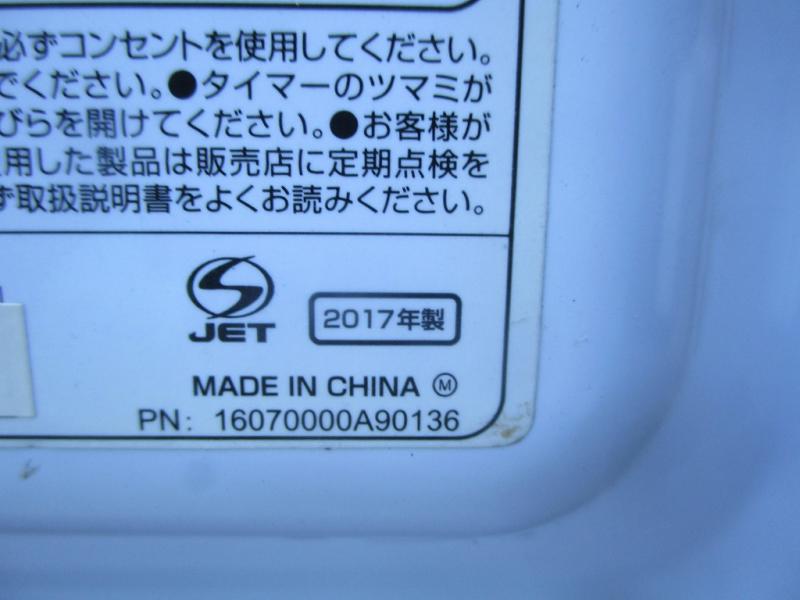 必ずコンセントを使用してください。
でください。●タイマーのツマミが
びらを開けてください。●お客様が
用した製品は販売店に定期点検を
ず取扱説明書をよくお読みください。
S
JET
2017年製
MADE IN CHINA Ⓜ
PN: 16070000A90136